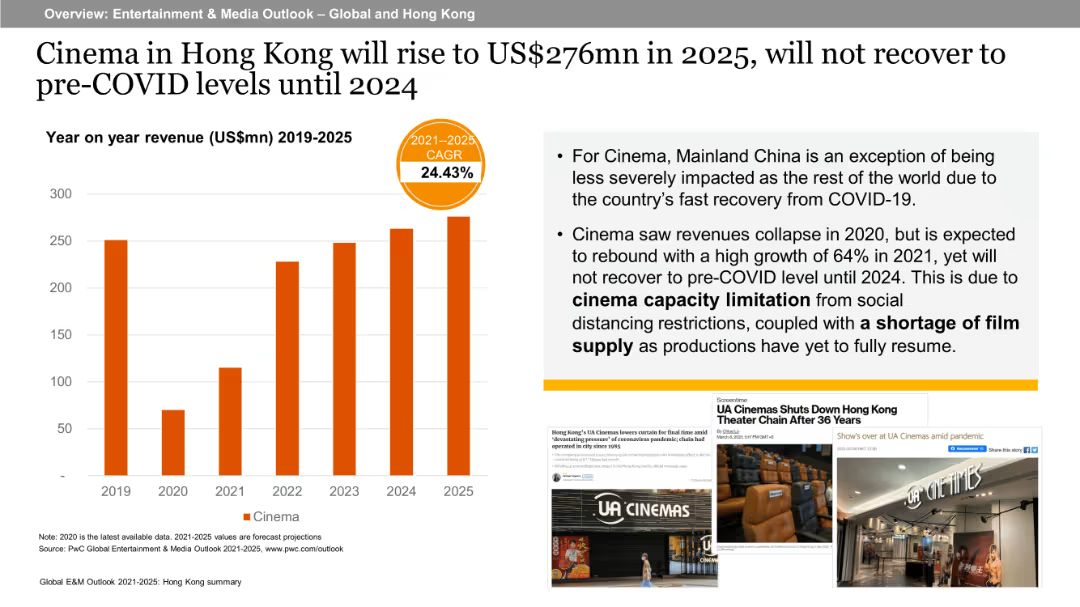 Overview: Entertainment & Media Outlook – Global and Hong Kong
Cinema in Hong Kong will rise to US$276mn in 2025, will not recover to
pre-COVID levels until 2024
Year on year revenue (US$mn) 2019-2025
2021–2025
CAGR
24.43%
300
250
200
150
100
50
-
2019 2020 2021 2022 2023 2024 2025
Cinema
Note: 2020 is the latest available data. 2021-2025 values are forecast projections
Source: PwC Global Entertainment & Media Outlook 2021-2025, www.pwc.com/outlook
Global E&M Outlook 2021-2025: Hong Kong summary
• For Cinema, Mainland China is an exception of being
less severely impacted as the rest of the world due to
the country's fast recovery from COVID-19.
• Cinema saw revenues collapse in 2020, but is expected
to rebound with a high growth of 64% in 2021, yet will
not recover to pre-COVID level until 2024. This is due to
cinema capacity limitation from social
distancing restrictions, coupled with a shortage of film
supply as productions have yet to fully resume.
Hong Kong's UA Cinemas lowers curtain for final time amid
'devastating pressure' of coronavirus pandemic; chain had
operated in city since 1985
UA CINEMAS
Screentime
UA Cinemas Shuts Down Hong Kong
Theater Chain After 36 Years
Show's over at UA Cinemas amid pandemic
Share this story
UA CINE TIMES